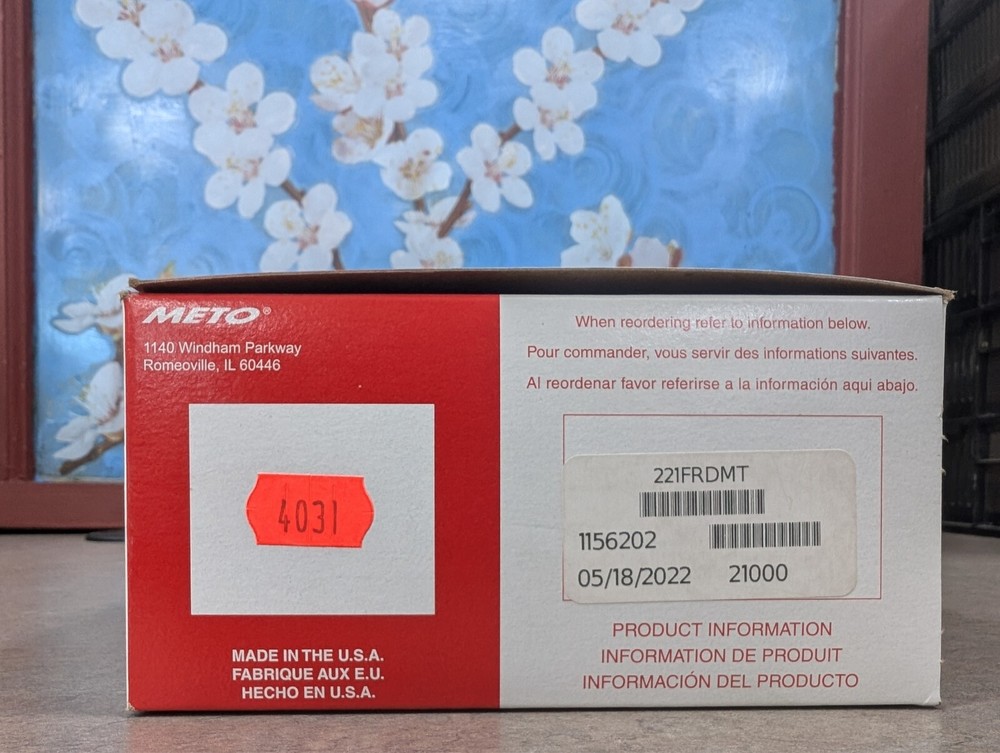 METO®
1140 Windham Parkway
Romeoville, IL 60446
4031
MADE IN THE U.S.A.
FABRIQUE AUX E.U.
HECHO EN U.S.A.
When reordering refer to information below.
Pour commander, vous servir des informations suivantes.
Al reordenar favor referirse a la información aqui abajo.
221FRDMT
1156202
05/18/2022 21000
PRODUCT INFORMATION
INFORMATION DE PRODUIT
INFORMACIÓN DEL PRODUCTO